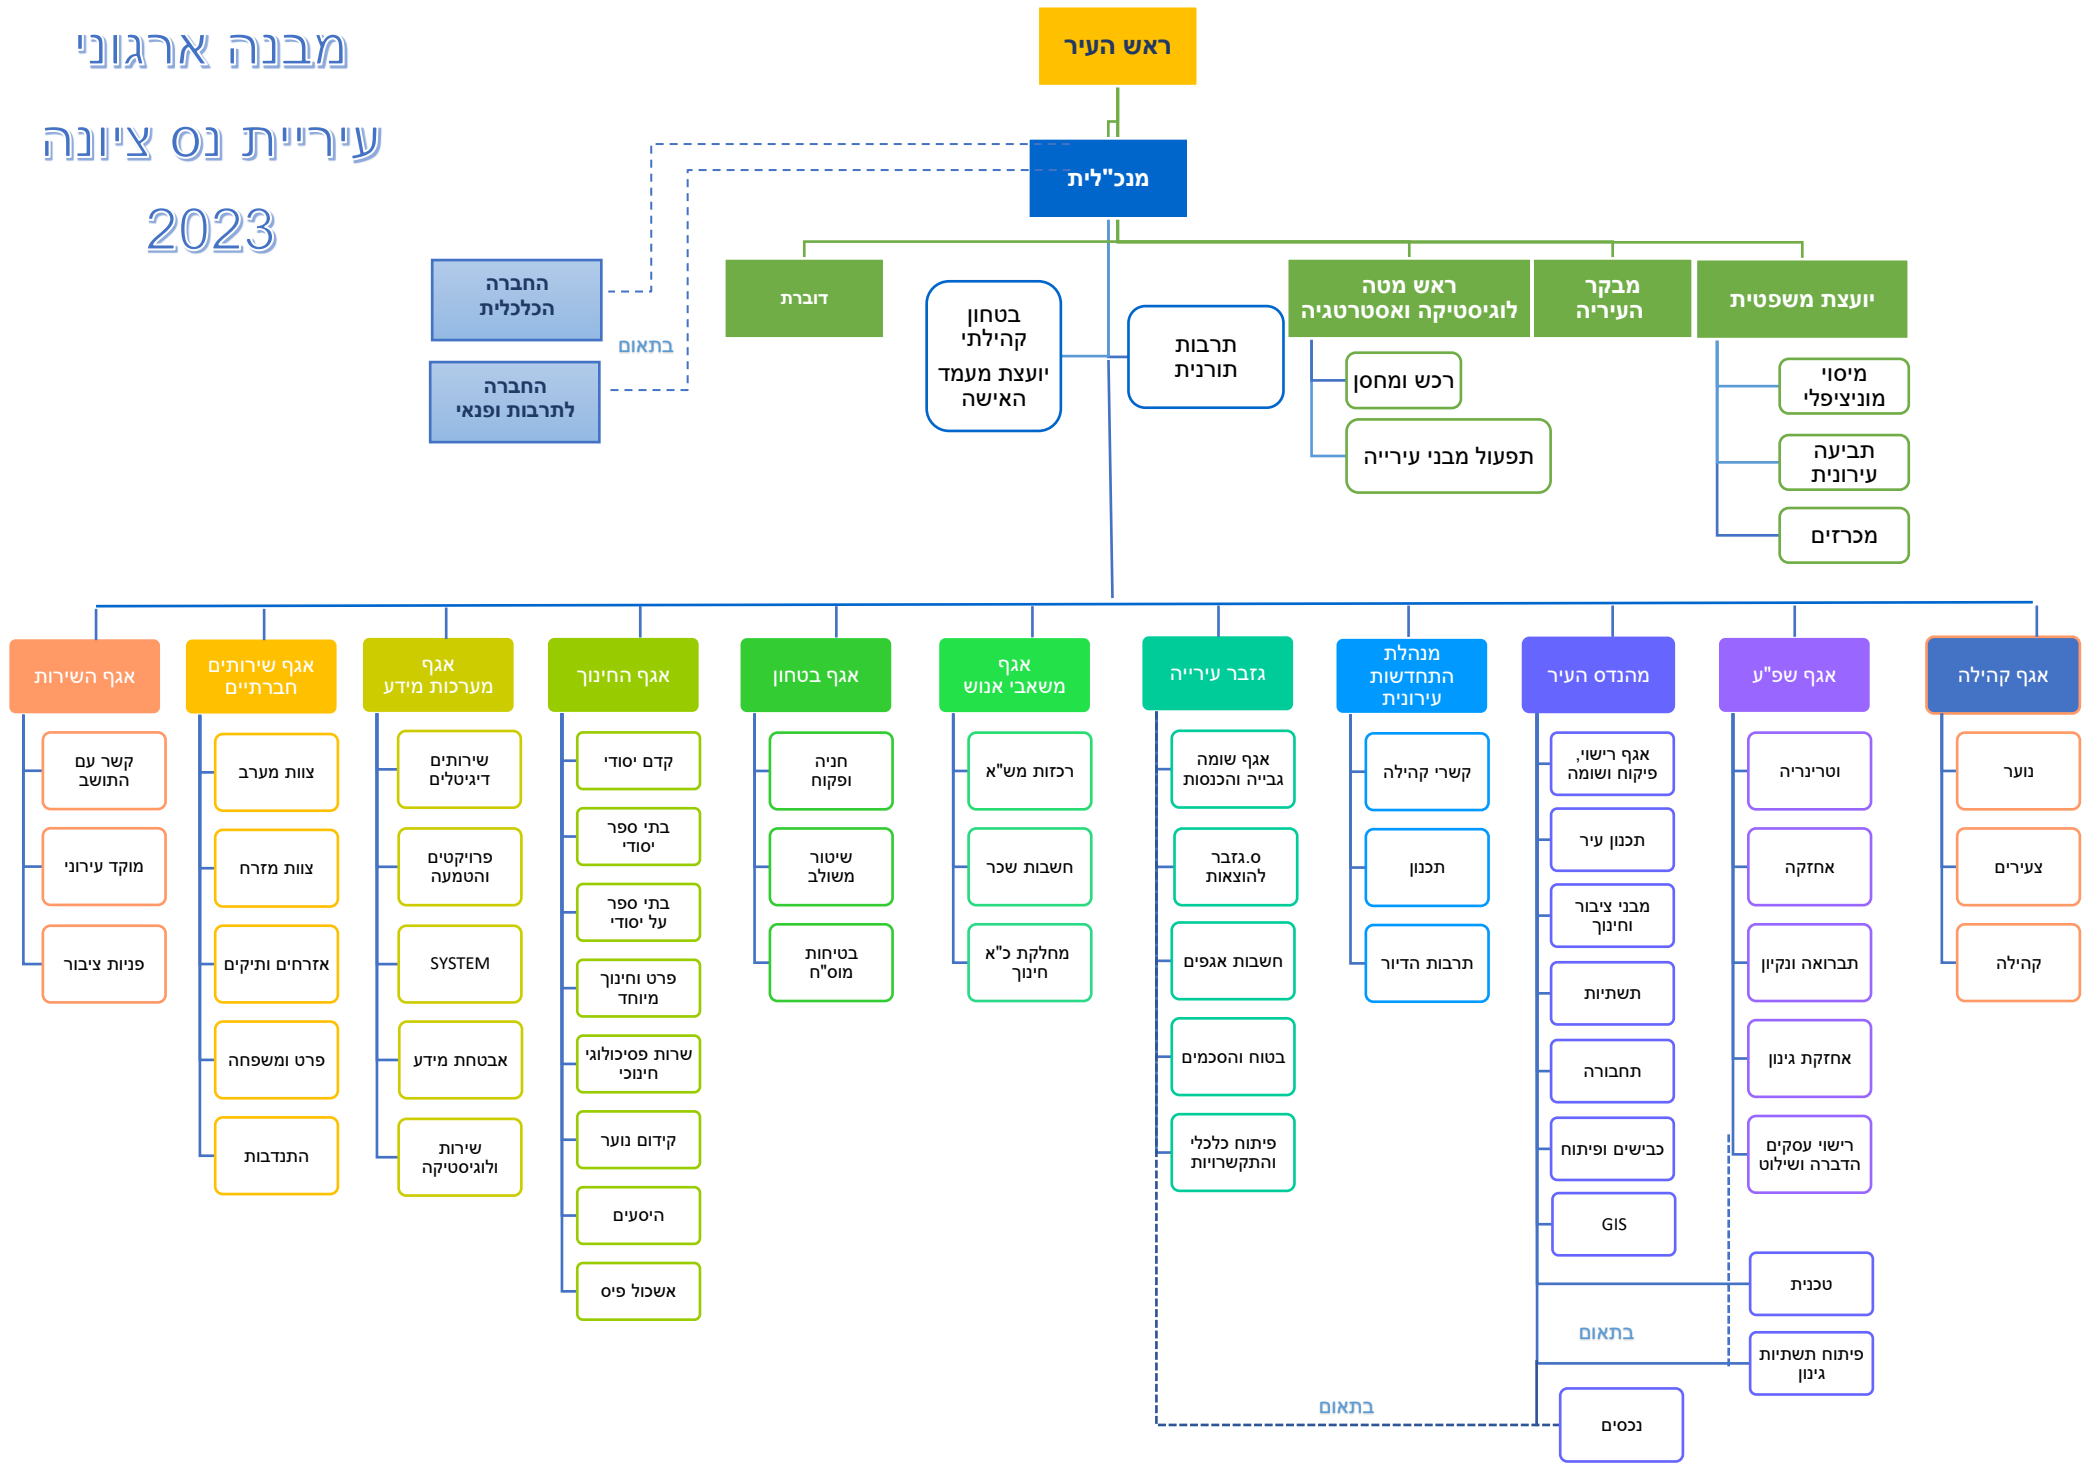 מבנה ארגוני
עיריית נס ציונה
2023
ראש העיר
מנכ"לית
יועצת משפטית
מיסוי
מוניציפלי
תביעה
עירונית
מכרזים
מבקר
העיריה
ראש מטה
לוגיסטיקה ואסטרטגיה
רכש ומחסן
תפעול מבני עירייה
תרבות
תורנית
בטחון
קהילתי
יועצת מעמד
האישה
דוברת
החברה
הכלכלית
בתאום
החברה
לתרבות ופנאי
אגף קהילה
נוער
צעירים
קהילה
אגף שפ"ע
וטרינריה
אחזקה
תברואה ונקיון
אחזקת גינון
רישוי עסקים
הדברה ושילוט
מהנדס העיר
אגף רישוי,
פיקוח ושומה
תכנון עיר
מבני ציבור
וחינוך
תשתיות
תחבורה
כבישים ופיתוח
GIS
טכנית
בתאום
פיתוח תשתיות
גינון
נכסים
בתאום
מנהלת
התחדשות
עירונית
קשרי קהילה
תכנון
תרבות הדיור
גזבר עירייה
אגף שומה
גבייה והכנסות
ס.גזבר
להוצאות
חשבות אגפים
בטוח והסכמים
פיתוח כלכלי
והתקשרויות
אגף
משאבי אנוש
רכזות מש"א
חשבות שכר
מחלקת כ"א
חינוך
אגף בטחון
חניה
ופקוח
שיטור
משולב
בטיחות
מוס"ח
אגף החינוך
קדם יסודי
בתי ספר
יסודי
בתי ספר
על יסודי
פרט וחינוך
מיוחד
שרות פסיכולוגי
חינוכי
קידום נוער
היסעים
אשכול פיס
אגף
מערכות מידע
שירותים
דיגיטלים
פרויקטים
והטמעה
SYSTEM
אבטחת מידע
שירות
ולוגיסטיקה
אגף שירותים
חברתיים
צוות מערב
צוות מזרח
אזרחים ותיקים
פרט ומשפחה
התנדבות
אגף השירות
קשר עם
התושב
מוקד עירוני
פניות ציבור